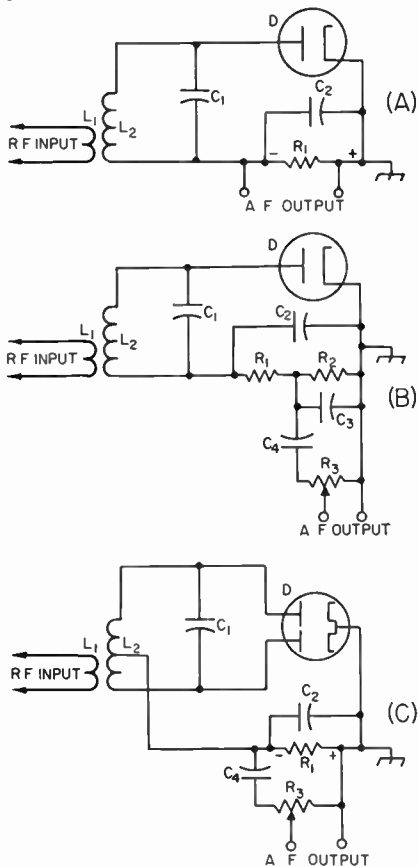 D
C1
C2
(A)
L1
L2
RF INPUT
- R1 +
A F OUTPUT
D
C1
C2
L1
L2
RF INPUT
R1
R2
(B)
C3
C4
R3
A F OUTPUT
D
L1
L2
C1
RF INPUT
C2
(C)
- R1 +
C4
R3
A F OUTPUT